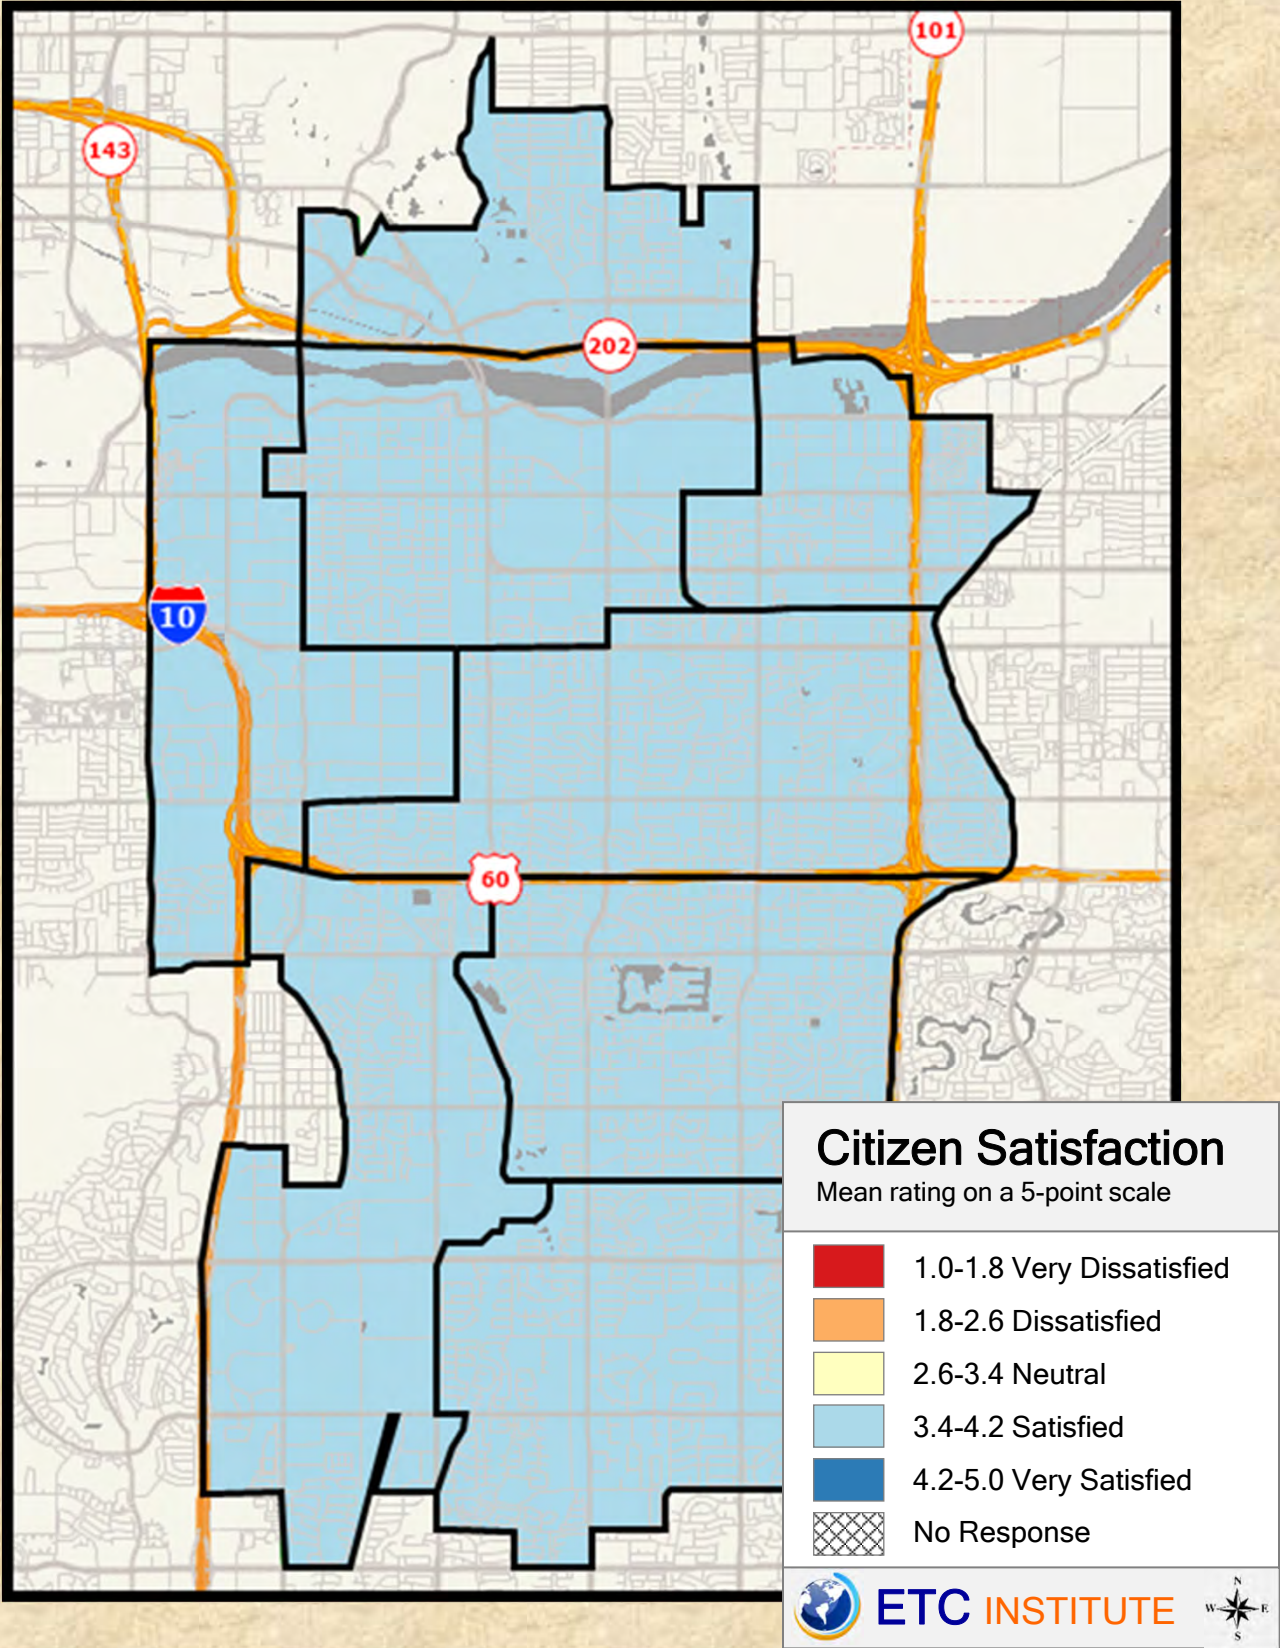 101
143
202
10
60
Citizen Satisfaction
Mean rating on a 5-point scale
1.0-1.8 Very Dissatisfied
1.8-2.6 Dissatisfied
2.6-3.4 Neutral
3.4-4.2 Satisfied
4.2-5.0 Very Satisfied
No Response
ETC INSTITUTE
N
W E
S